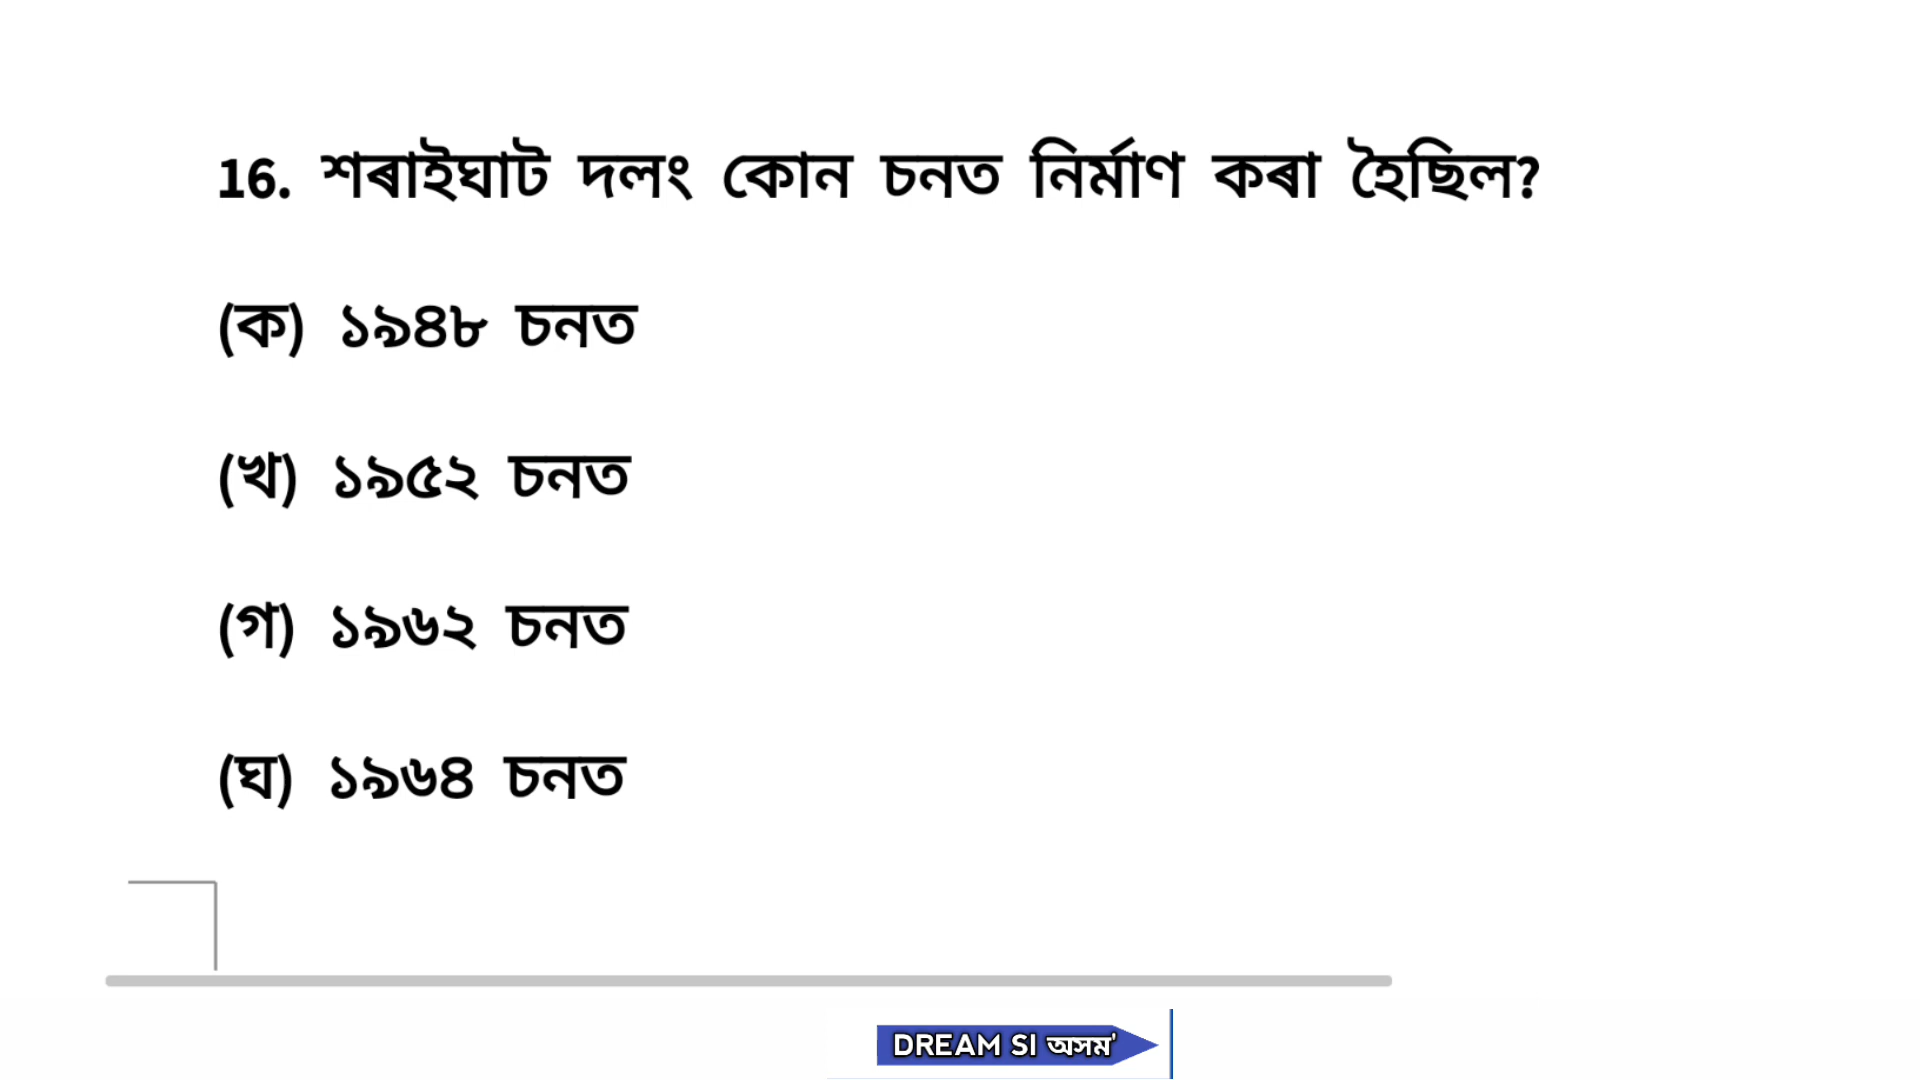 16. শৰাইঘাট দলং কোন চনত নিৰ্মাণ কৰা হৈছিল?
(ক) ১৯৪৮ চনত
(খ) ১৯৫২ চনত
(গ) ১৯৬২ চনত
(ঘ) ১৯৬৪ চনত
DREAM SI অসম'